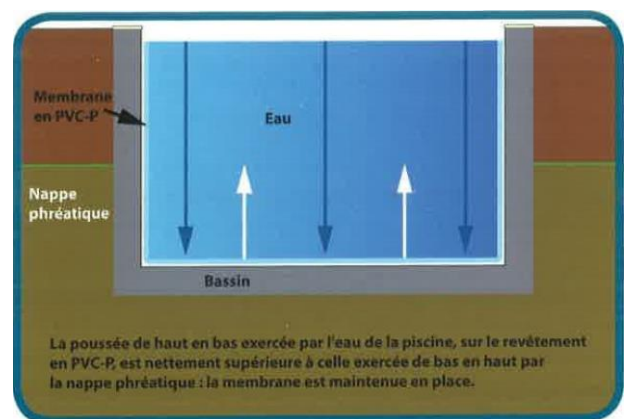 Membrane
en PVC-P
Eau
Nappe
phréatique
Bassin
La poussée de haut en bas exercée par l'eau de la piscine, sur le revêtement
en PVC-P, est nettement supérieure à celle exercée de bas en haut par
la nappe phréatique : la membrane est maintenue en place.